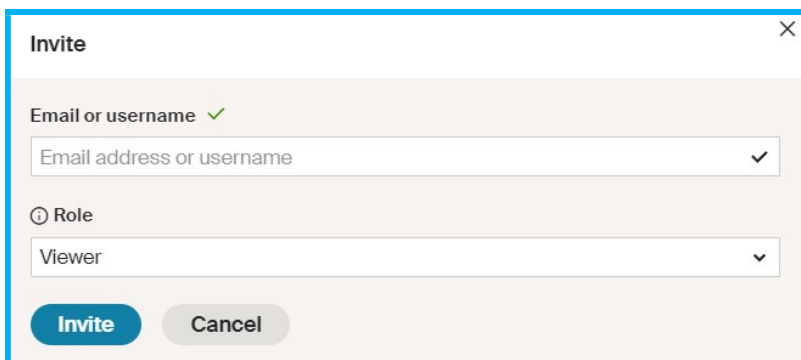 Invite
Email or username
Email address or username
Role
Viewer
Invite Cancel